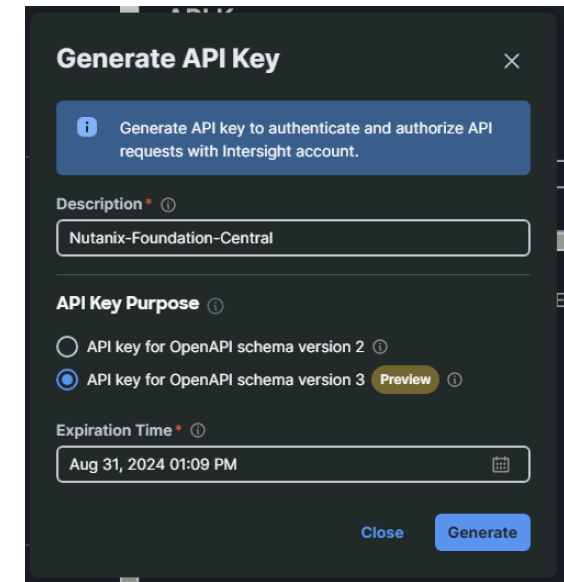 Generate API Key
Generate API key to authenticate and authorize API
requests with Intersight account.
Description *
Nutanix-Foundation-Central
API Key Purpose
API key for OpenAPI schema version 2
API key for OpenAPI schema version 3 Preview
Expiration Time *
Aug 31, 2024 01:09 PM
Close Generate